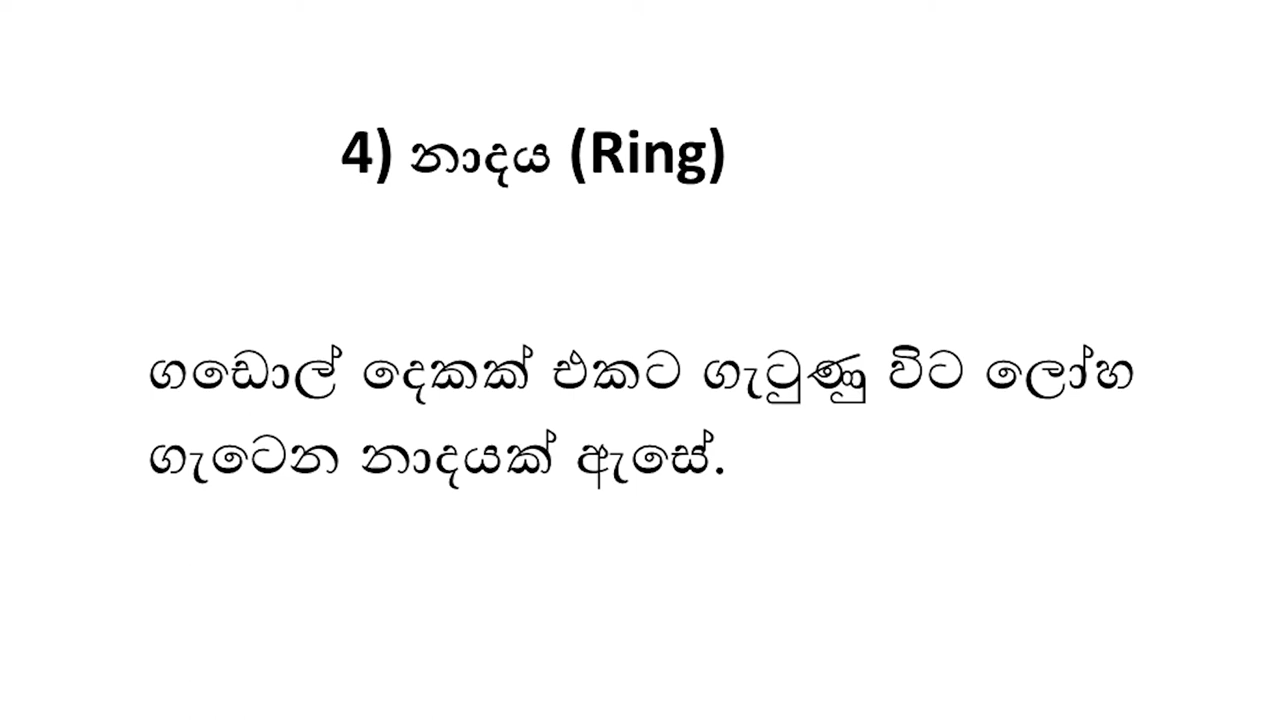 4) නාදය (Ring)
ගඩොල් දෙකක් එකට ගැටුණු විට ලෝහ
ගැටෙන නාදයක් ඇසේ.